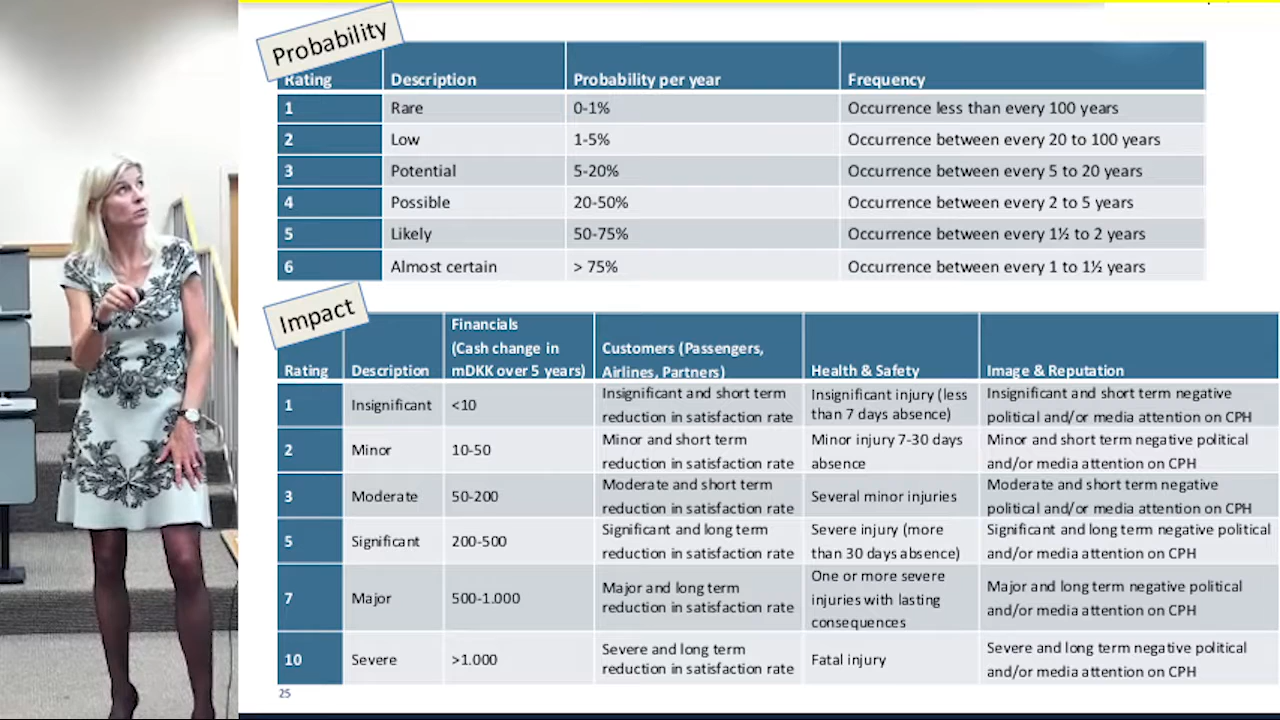 Probability
Rating Description Probability per year Frequency
1 Rare 0-1% Occurrence less than every 100 years
2 Low 1-5% Occurrence between every 20 to 100 years
3 Potential 5-20% Occurrence between every 5 to 20 years
4 Possible 20-50% Occurrence between every 2 to 5 years
5 Likely 50-75% Occurrence between every 1½ to 2 years
6 Almost certain > 75% Occurrence between every 1 to 1½ years
Impact
Rating Description Financials
(Cash change in
mDKK over 5 years) Customers (Passengers,
Airlines, Partners) Health & Safety Image & Reputation
1 Insignificant <10 Insignificant and short term
reduction in satisfaction rate Insignificant injury (less
than 7 days absence) Insignificant and short term negative
political and/or media attention on CPH
2 Minor 10-50 Minor and short term
reduction in satisfaction rate Minor injury 7-30 days
absence Minor and short term negative political
and/or media attention on CPH
3 Moderate 50-200 Moderate and short term
reduction in satisfaction rate Several minor injuries Moderate and short term negative
political and/or media attention on CPH
5 Significant 200-500 Significant and long term
reduction in satisfaction rate Severe injury (more
than 30 days absence) Significant and long term negative political
and/or media attention on CPH
7 Major 500-1.000 Major and long term
reduction in satisfaction rate One or more severe
injuries with lasting
consequences Major and long term negative political
and/or media attention on CPH
10 Severe >1.000 Severe and long term
reduction in satisfaction rate Fatal injury Severe and long term negative political
and/or media attention on CPH
25